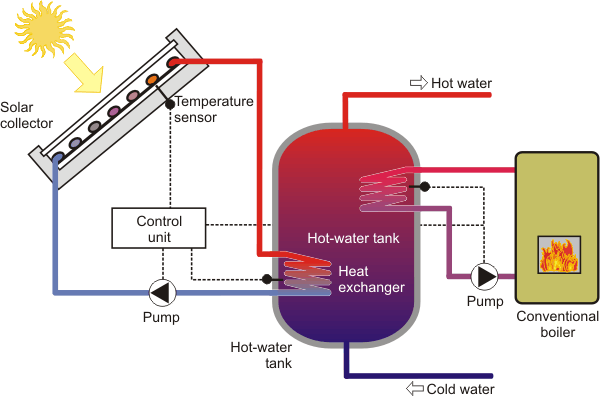 Hot water
Solar
collector
Temperature
sensor
Control
unit
Hot-water tank
Heat
exchanger
Pump
Pump
Conventional
boiler
Hot-water
tank
Cold water